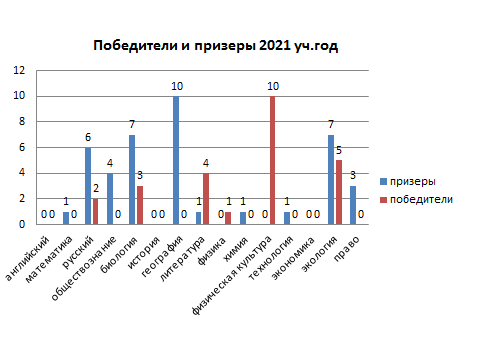 Победители и призеры 2021 уч.год
12
10
8
6
4
2
0
0 0
1 0
6 2
4 0
7 3
0 0
10 0
1 4
0 1
1 0
0 10
1 0
0 0
7 5
3 0
английский
математика
русский
обществознание
биология
история
география
литература
физика
химия
физическая культура
технология
экономика
экология
право
призеры
победители